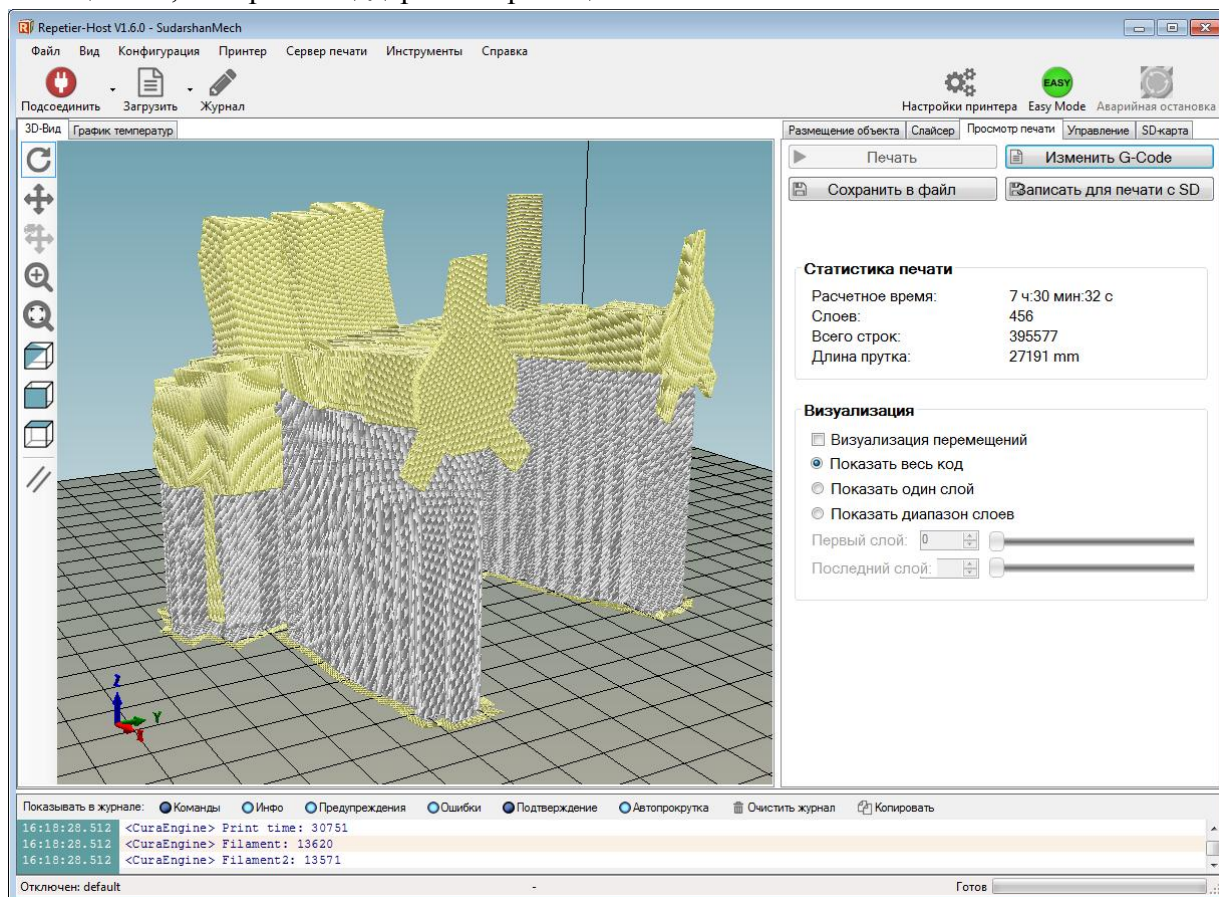 Repetier-Host V1.6.0 - SudarshanMech
Файл Вид Конфигурация Принтер Сервер печати Инструменты Справка
Подсоединить Загрузить Журнал Настройки принтера EASY Easy Mode Аварийная остановка
3D-Вид График температур
Размещение объекта Слайсер Просмотр печати Управление SD-карта
Печать Изменить G-Code
Сохранить в файл Записать для печати с SD
Статистика печати
Расчетное время: 7 ч:30 мин:32 с
Слоев: 456
Всего строк: 395577
Длина прутка: 27191 mm
Визуализация
Визуализация перемещений
Показать весь код
Показать один слой
Показать диапазон слоев
Первый слой: 0
Последний слой:
Z
Y
X
Показывать в журнале: Команды Инфо Предупреждения Ошибки Подтверждение Автопрокрутка Очистить журнал Копировать
16:18:28.512 <CuraEngine> Print time: 30751
16:18:28.512 <CuraEngine> Filament: 13620
16:18:28.512 <CuraEngine> Filament2: 13571
Отключен: default - Готов